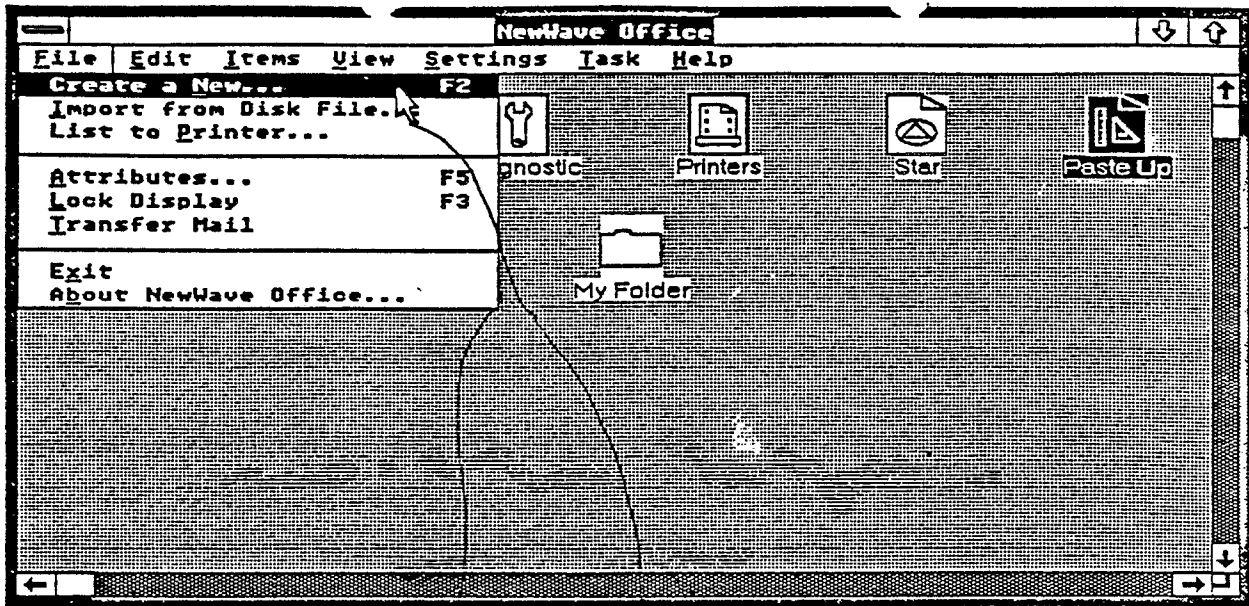 NewWave Office
File Edit Items View Settings Task Help
Create a New... F2
Import from Disk File...
List to Printer...
Attributes... F5
Lock Display F3
Transfer Mail
Exit
About NewWave Office...
gnostic
Printers
Star
Paste Up
My Folder